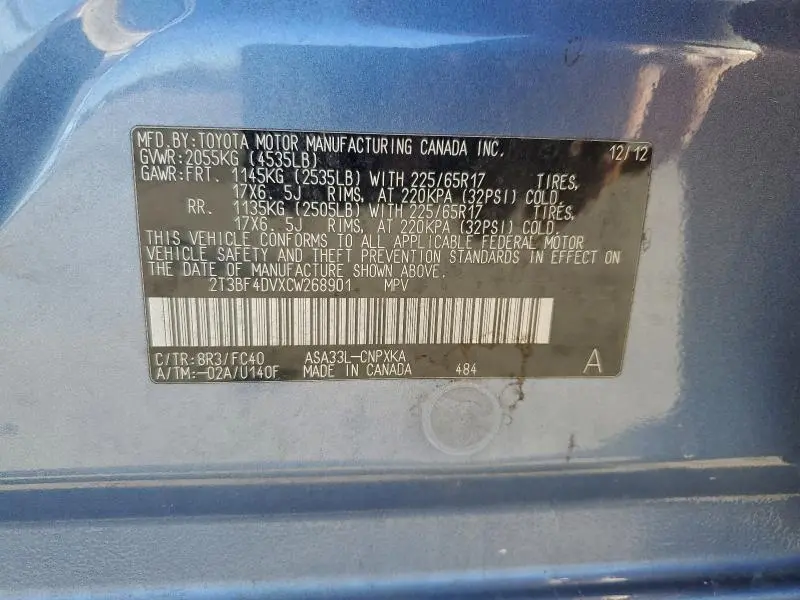 MFD.BY:TOYOTA MOTOR MANUFACTURING CANADA INC. 12/12
GVWR:2055KG (4535LB)
GAWR:FRT. 1145KG (2535LB) WITH 225/65R17 TIRES,
17X6. 5J RIMS, AT 220KPA (32PSI) COLD
RR. 1135KG (2505LB) WITH 225/65R17 TIRES,
17X6. 5J RIMS, AT 220KPA (32PSI) COLD.
THIS VEHICLE CONFORMS TO ALL APPLICABLE FEDERAL MOTOR
VEHICLE SAFETY AND THEFT PREVENTION STANDARDS IN EFFECT ON
THE DATE OF MANUFACTURE SHOWN ABOVE.
2T3BF4DVXCW268901 MPV
C/TR:8R3/FC40 ASA33L-CNPXKA
A/TM:-02A/U140F MADE IN CANADA 484 A